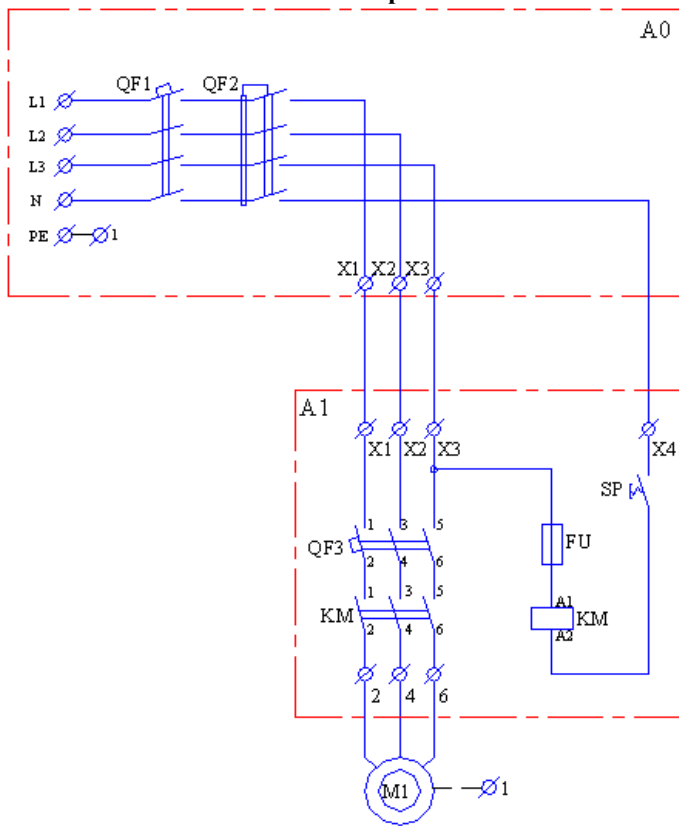 A0
QF1 QF2
L1
L2
L3
N
PE 1
X1 X2 X3
A1
X1 X2 X3 X4
SP
1 3 5
QF3 FU
2 4 6
1 3 5 A1
KM KM
2 4 6 A2
2 4 6
M1 1